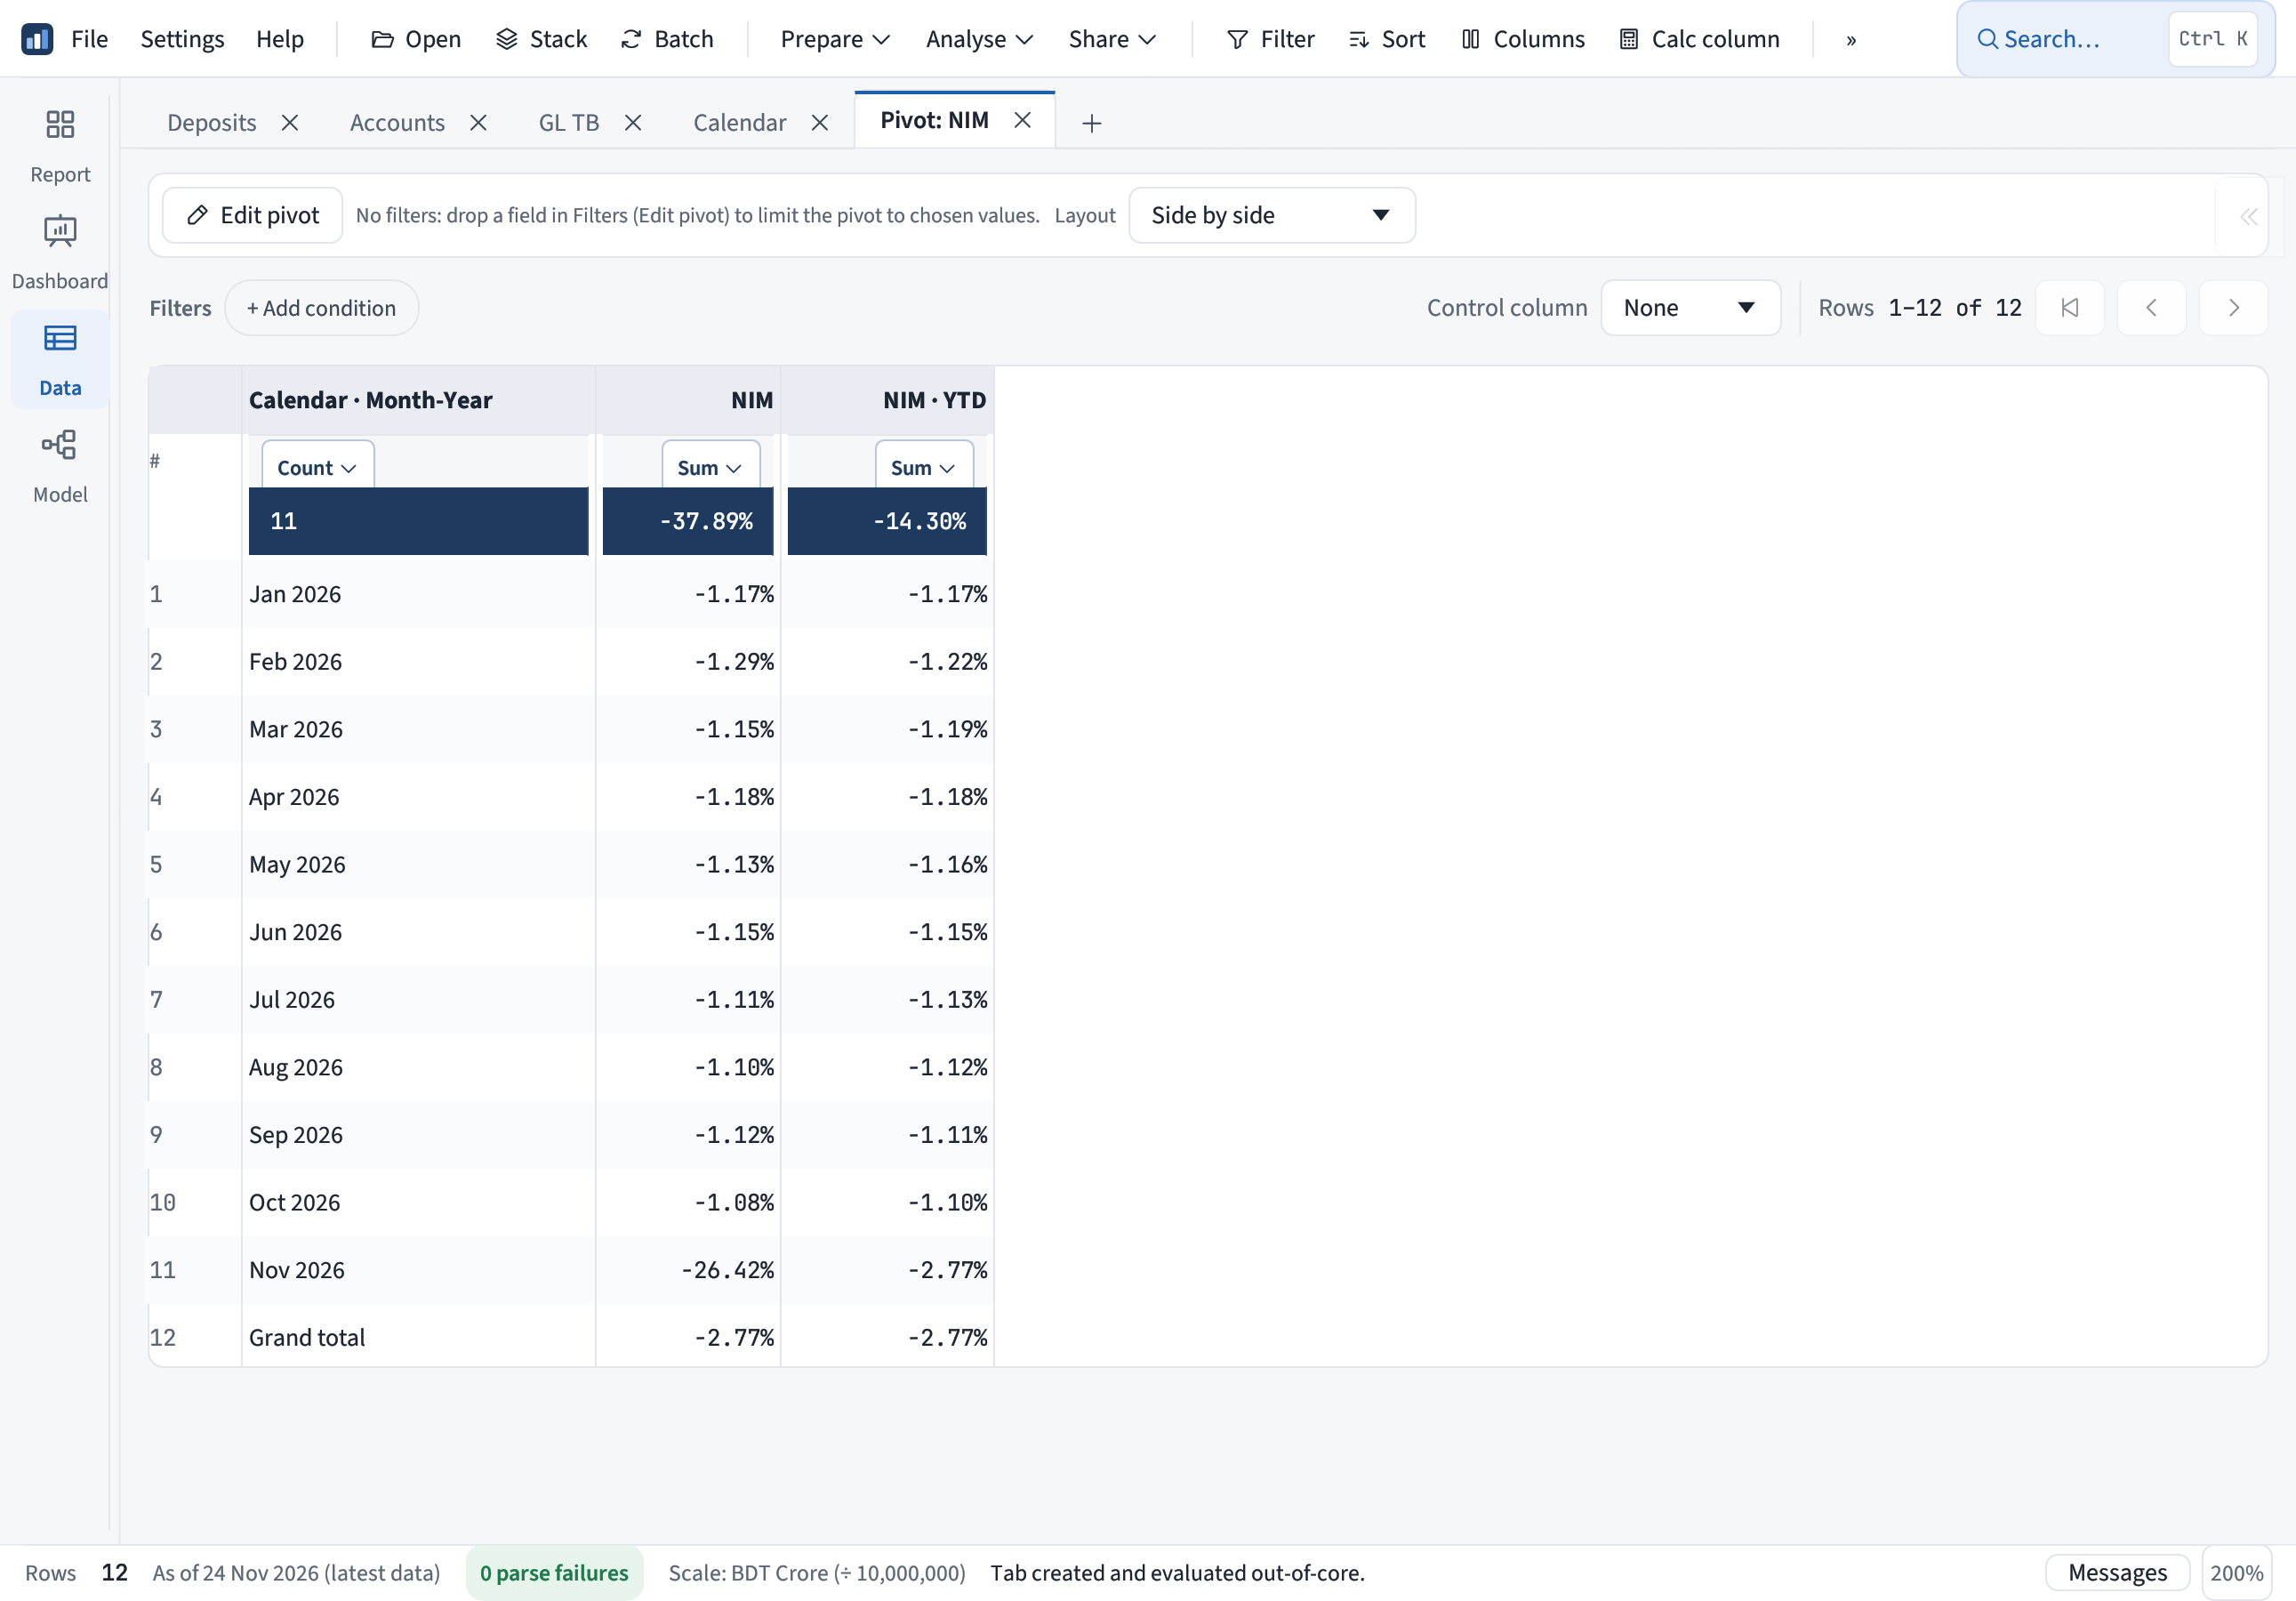 File Settings Help Open Stack Batch Prepare Analyse Share Filter Sort Columns Calc column » Search… Ctrl K
Report
Dashboard
Data
Model
Deposits Accounts GL TB Calendar Pivot: NIM
Edit pivot No filters: drop a field in Filters (Edit pivot) to limit the pivot to chosen values. Layout Side by side
Filters + Add condition Control column None Rows 1–12 of 12
Calendar · Month-Year NIM NIM · YTD
# Count Sum Sum
11 -37.89% -14.30%
1 Jan 2026 -1.17% -1.17%
2 Feb 2026 -1.29% -1.22%
3 Mar 2026 -1.15% -1.19%
4 Apr 2026 -1.18% -1.18%
5 May 2026 -1.13% -1.16%
6 Jun 2026 -1.15% -1.15%
7 Jul 2026 -1.11% -1.13%
8 Aug 2026 -1.10% -1.12%
9 Sep 2026 -1.12% -1.11%
10 Oct 2026 -1.08% -1.10%
11 Nov 2026 -26.42% -2.77%
12 Grand total -2.77% -2.77%
Rows 12 As of 24 Nov 2026 (latest data) 0 parse failures Scale: BDT Crore (÷ 10,000,000) Tab created and evaluated out-of-core. Messages 200%